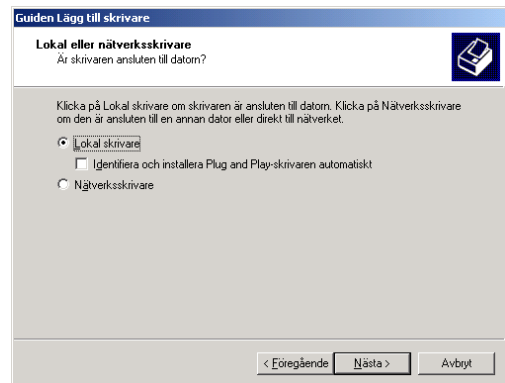 Guiden Lägg till skrivare
Lokal eller nätverksskrivare
Är skrivaren ansluten till datorn?
Klicka på Lokal skrivare om skrivaren är ansluten till datorn. Klicka på Nätverksskrivare
om den är ansluten till en annan dator eller direkt till nätverket.
Lokal skrivare
Identifiera och installera Plug and Play-skrivaren automatiskt
Nätverksskrivare
< Föregående Nästa > Avbryt